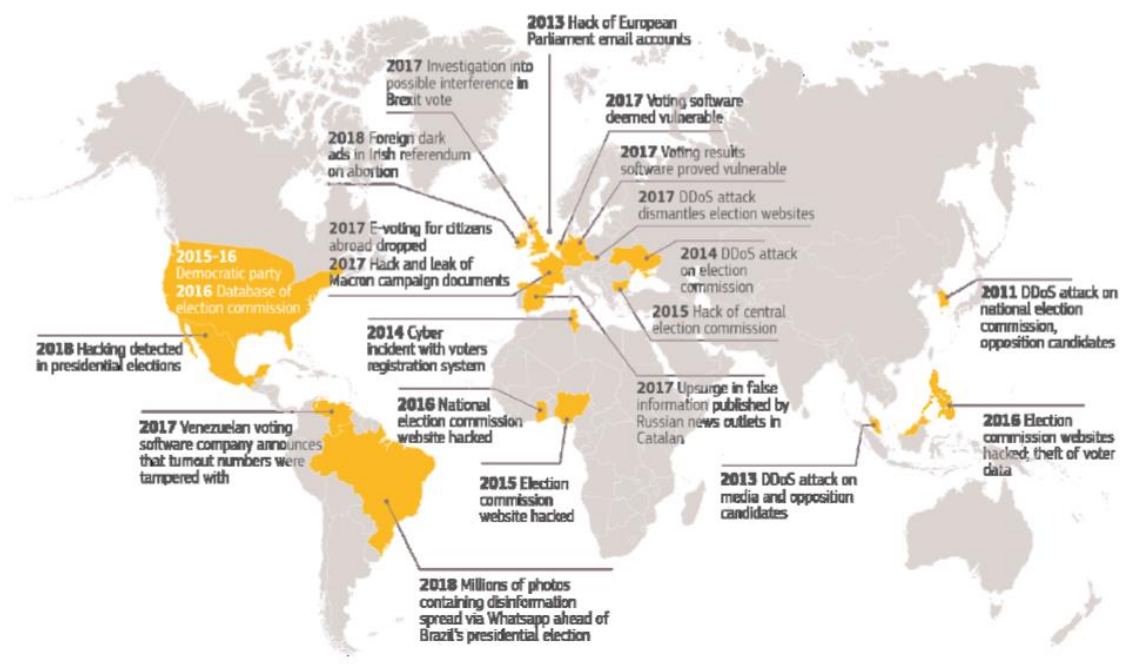 2013 Hack of European
Parliament email accounts
2017 Investigation into
possible interference in
Brexit vote
2017 Voting software
deemed vulnerable
2018 Foreign dark
ads in Irish referendum
on abortion
2017 Voting results
software proved vulnerable
2017 DDoS attack
dismantles election websites
2017 E-voting for citizens
abroad dropped
2017 Hack and leak of
Macron campaign documents
2015-16
Democratic party
2016 Database of
election commission
2014 DDoS attack
on election
commission
2011 DDoS attack on
national election
commission,
opposition candidates
2015 Hack of central
election commission
2014 Cyber
incident with voters
registration system
2018 Hacking detected
in presidential elections
2017 Upsurge in false
information published by
Russian news outlets in
Catalan
2016 National
election commission
website hacked
2017 Venezuelan voting
software company announces
that turnout numbers were
tampered with
2016 Election
commission websites
hacked; theft of voter
data
2015 Election
commission
website hacked
2013 DDoS attack on
media and opposition
candidates
2018 Millions of photos
containing disinformation
spread via Whatsapp ahead of
Brazil's presidential election